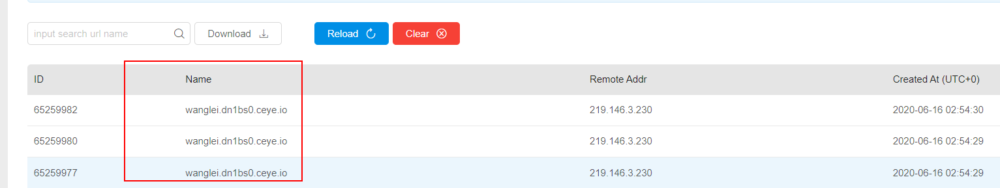 input search url name Download Reload Clear
ID Name Remote Addr Created At (UTC+0)
65259982 wanglei.dn1bs0.ceye.io 219.146.3.230 2020-06-16 02:54:30
65259980 wanglei.dn1bs0.ceye.io 219.146.3.230 2020-06-16 02:54:29
65259977 wanglei.dn1bs0.ceye.io 219.146.3.230 2020-06-16 02:54:29